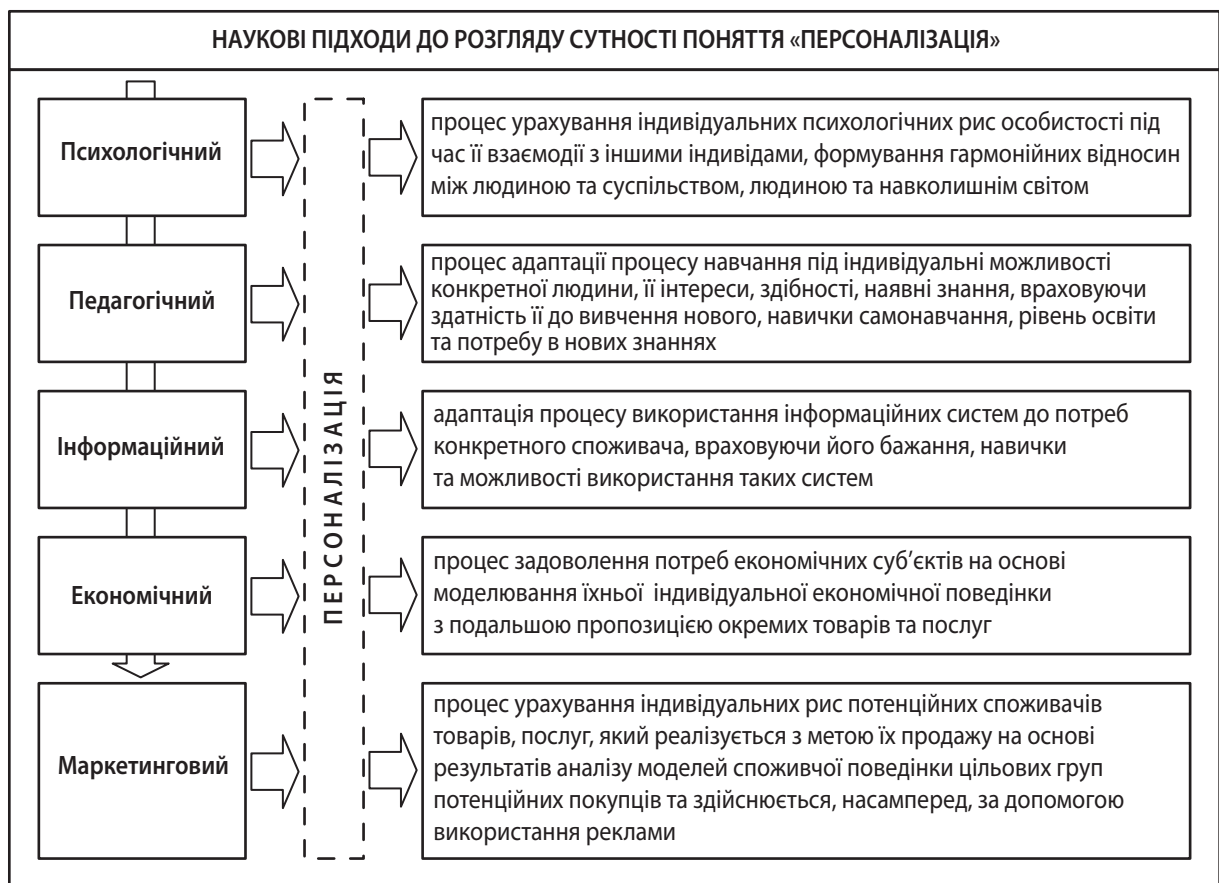 НАУКОВІ ПІДХОДИ ДО РОЗГЛЯДУ СУТНОСТІ ПОНЯТТЯ «ПЕРСОНАЛІЗАЦІЯ»
Психологічний
процес урахування індивідуальних психологічних рис особистості під
час її взаємодії з іншими індивідами, формування гармонійних відносин
між людиною та суспільством, людиною та навколишнім світом
Педагогічний
процес адаптації процесу навчання під індивідуальні можливості
конкретної людини, її інтереси, здібності, наявні знання, враховуючи
здатність її до вивчення нового, навички самонавчання, рівень освіти
та потребу в нових знаннях
ПЕРСОНАЛІЗАЦІЯ
Інформаційний
адаптація процесу використання інформаційних систем до потреб
конкретного споживача, враховуючи його бажання, навички
та можливості використання таких систем
Економічний
процес задоволення потреб економічних суб’єктів на основі
моделювання їхньої індивідуальної економічної поведінки
з подальшою пропозицією окремих товарів та послуг
Маркетинговий
процес урахування індивідуальних рис потенційних споживачів
товарів, послуг, який реалізується з метою їх продажу на основі
результатів аналізу моделей споживчої поведінки цільових груп
потенційних покупців та здійснюється, насамперед, за допомогою
використання реклами